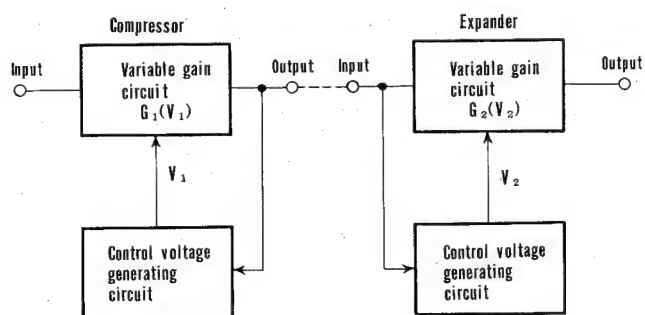 Compressor
Expander
Input
Variable gain
circuit
G₁(V₁)
Output
Input
Variable gain
circuit
G₂(V₂)
Output
V₁
V₂
Control voltage
generating
circuit
Control voltage
generating
circuit